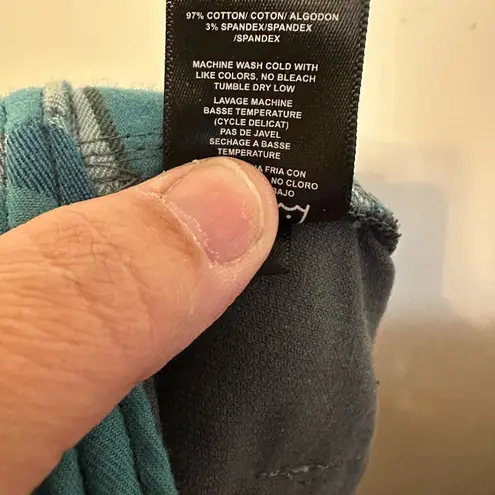 97% COTTON/ COTON/ ALGODON
3% SPANDEX/SPANDEX
/SPANDEX
MACHINE WASH COLD WITH
LIKE COLORS, NO BLEACH
TUMBLE DRY LOW
LAVAGE MACHINE
BASSE TEMPERATURE
(CYCLE DELICAT)
PAS DE JAVEL
SECHAGE A BASSE
TEMPERATURE
FRIA CON
NO CLORO